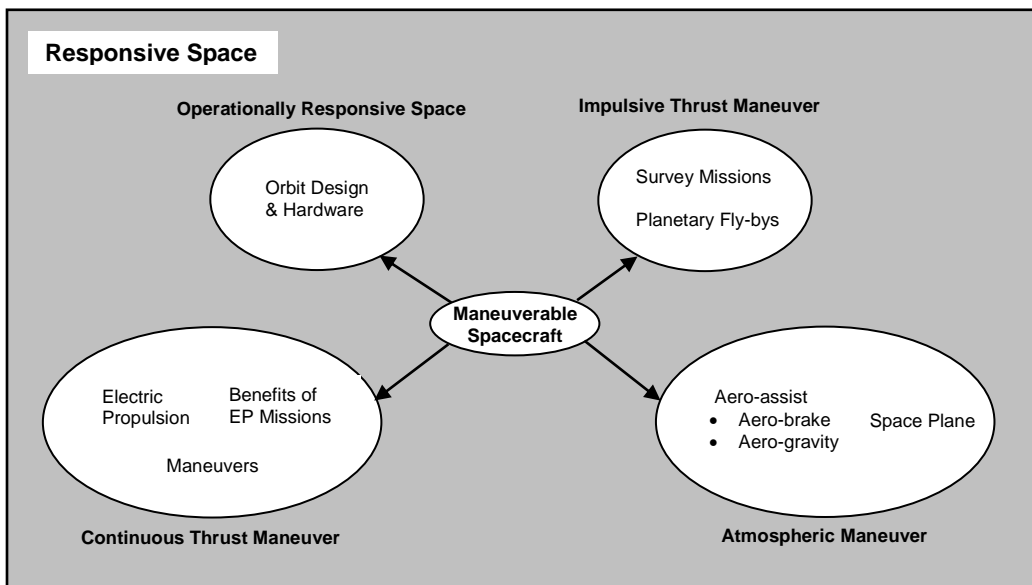 Responsive Space
Operationally Responsive Space
Orbit Design
& Hardware
Impulsive Thrust Maneuver
Survey Missions
Planetary Fly-bys
Maneuverable
Spacecraft
Electric
Propulsion
Benefits of
EP Missions
Maneuvers
Continuous Thrust Maneuver
Aero-assist
• Aero-brake
• Aero-gravity
Space Plane
Atmospheric Maneuver